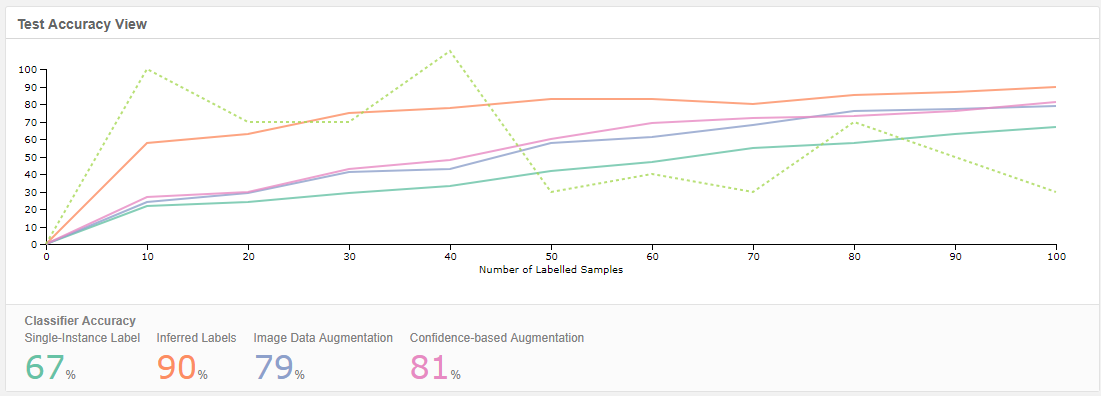 Test Accuracy View
100
90
80
70
60
50
40
30
20
10
0
0 10 20 30 40 50 60 70 80 90 100
Number of Labelled Samples
Classifier Accuracy
Single-Instance Label Inferred Labels Image Data Augmentation Confidence-based Augmentation
67% 90% 79% 81%